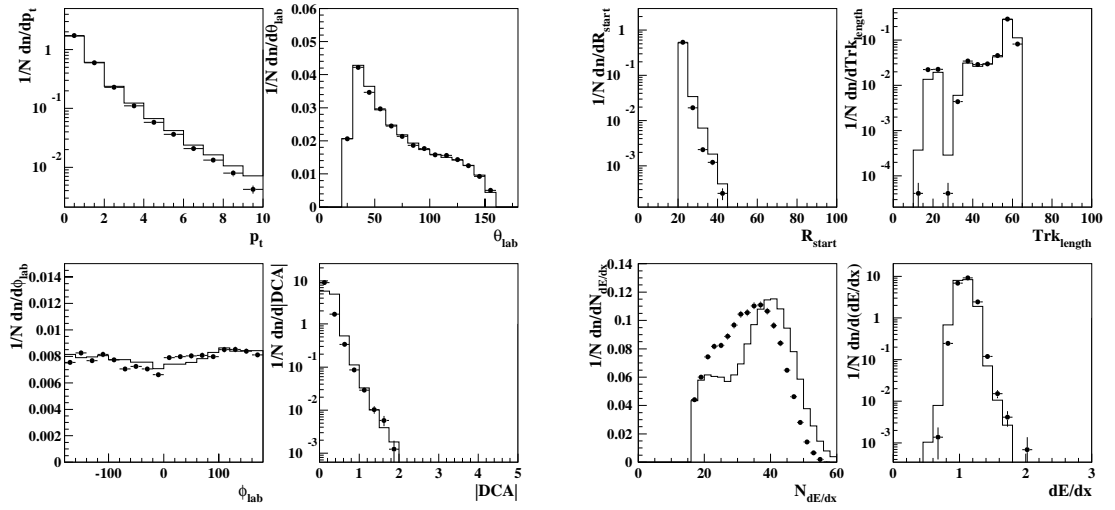 1/N dn/dp_t
1
10^-1
10^-2
0 2 4 6 8 10
p_t
1/N dn/dθ_lab
0.06
0.05
0.04
0.03
0.02
0.01
0
0 50 100 150
θ_lab
1/N dn/dR_start
1
10^-1
10^-2
10^-3
0 20 40 60 80 100
R_start
1/N dn/dTrk_length
10^-1
10^-2
10^-3
10^-4
10^-5
0 20 40 60 80 100
Trk_length
1/N dn/dϕ_lab
0.014
0.012
0.01
0.008
0.006
0.004
0.002
0
-100 0 100
ϕ_lab
1/N dn/d|DCA|
10
1
10^-1
10^-2
10^-3
0 1 2 3 4 5
|DCA|
1/N dn/dN_dE/dx
0.14
0.12
0.1
0.08
0.06
0.04
0.02
0
0 20 40 60
N_dE/dx
1/N dn/d(dE/dx)
10
1
10^-1
10^-2
10^-3
0 1 2 3
dE/dx